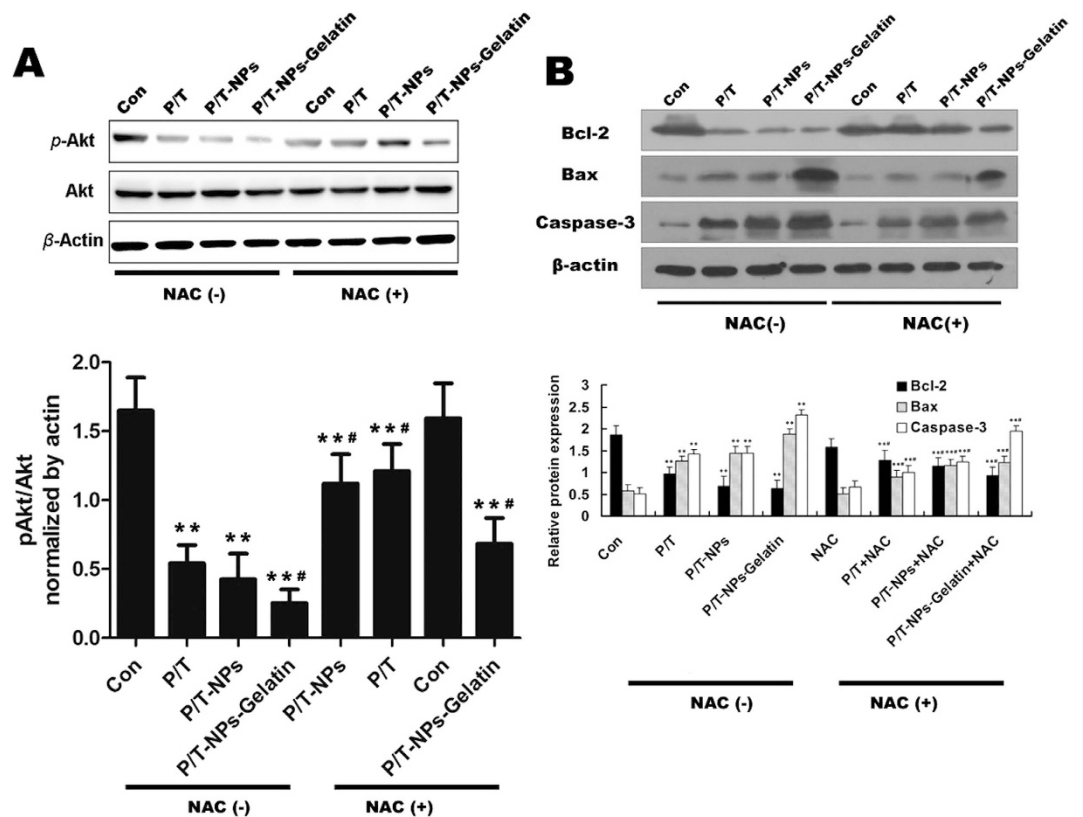 A
Con P/T P/T-NPs P/T-NPs-Gelatin Con P/T P/T-NPs P/T-NPs-Gelatin
p-Akt
Akt
β-Actin
NAC (-) NAC (+)
pAkt/Akt
normalized by actin
2.0
1.5
1.0
0.5
0.0
** ** **# **# **# **#
Con P/T P/T-NPs P/T-NPs-Gelatin P/T-NPs P/T Con P/T-NPs-Gelatin
NAC (-) NAC (+)
B
Con P/T P/T-NPs P/T-NPs-Gelatin Con P/T P/T-NPs P/T-NPs-Gelatin
Bcl-2
Bax
Caspase-3
β-actin
NAC(-) NAC(+)
Relative protein expression
3
2.5
2
1.5
1
0.5
Bcl-2
Bax
Caspase-3
** ** ** ** ** ** ** ** **
Con P/T P/T-NPs P/T-NPs-Gelatin NAC P/T+NAC P/T-NPs+NAC P/T-NPs-Gelatin+NAC
NAC (-) NAC (+)